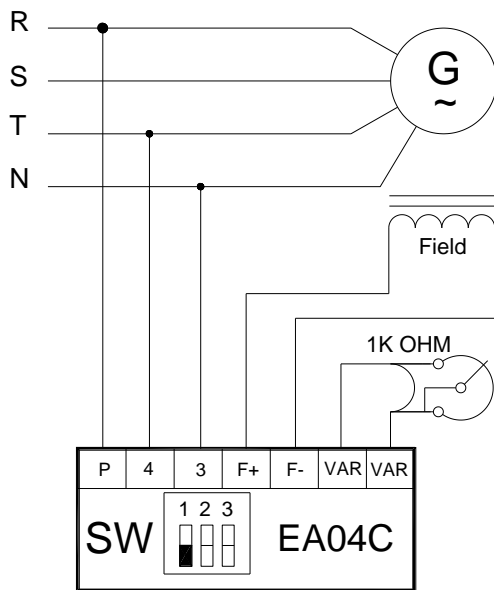 R
G
~
S
T
N
Field
1K OHM
P 4 3 F+ F- VAR VAR
1 2 3
SW EA04C